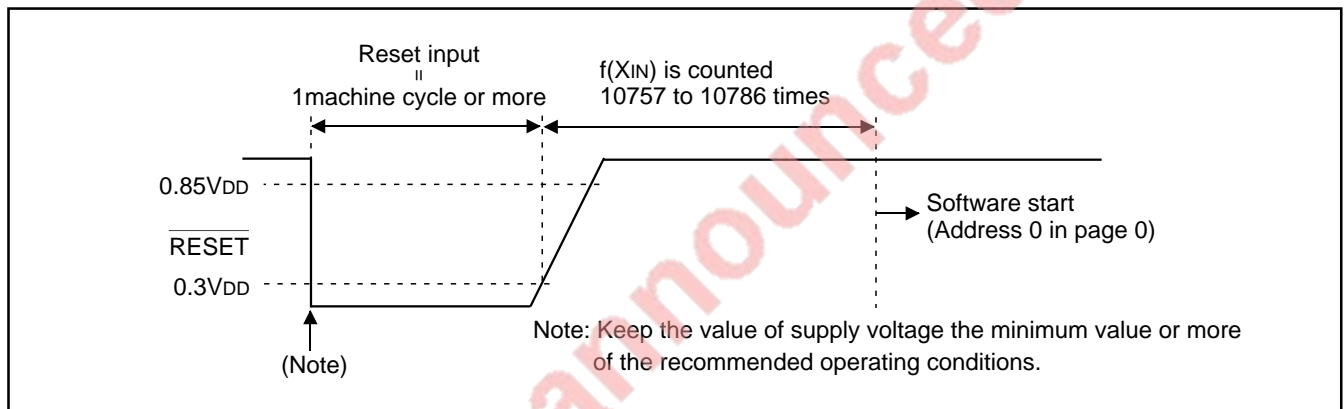 Reset input
=
1machine cycle or more
f(XIN) is counted
10757 to 10786 times
0.85VDD
RESET
0.3VDD
(Note)
Software start
(Address 0 in page 0)
Note: Keep the value of supply voltage the minimum value or more
of the recommended operating conditions.
announced